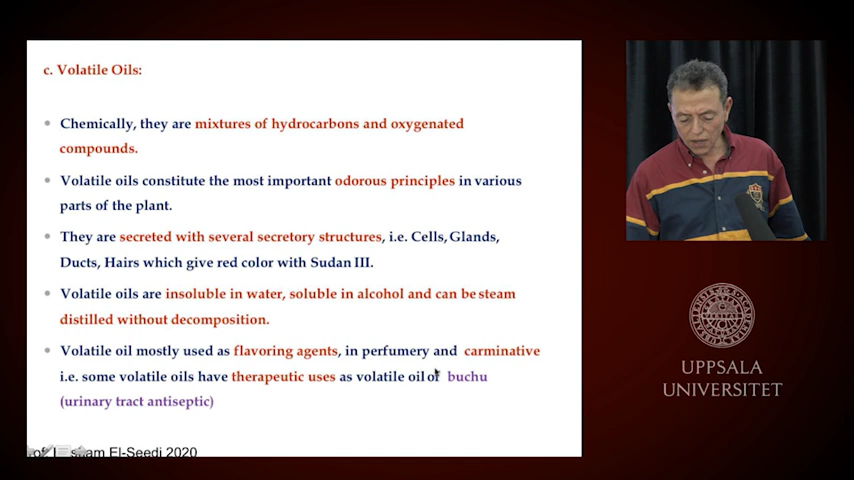 c. Volatile Oils:
• Chemically, they are mixtures of hydrocarbons and oxygenated
compounds.
• Volatile oils constitute the most important odorous principles in various
parts of the plant.
• They are secreted with several secretory structures, i.e. Cells, Glands,
Ducts, Hairs which give red color with Sudan III.
• Volatile oils are insoluble in water, soluble in alcohol and can be steam
distilled without decomposition.
• Volatile oil mostly used as flavoring agents, in perfumery and carminative
i.e. some volatile oils have therapeutic uses as volatile oil of buchu
(urinary tract antiseptic)
El-Seedi 2020
UPPSALA
UNIVERSITET